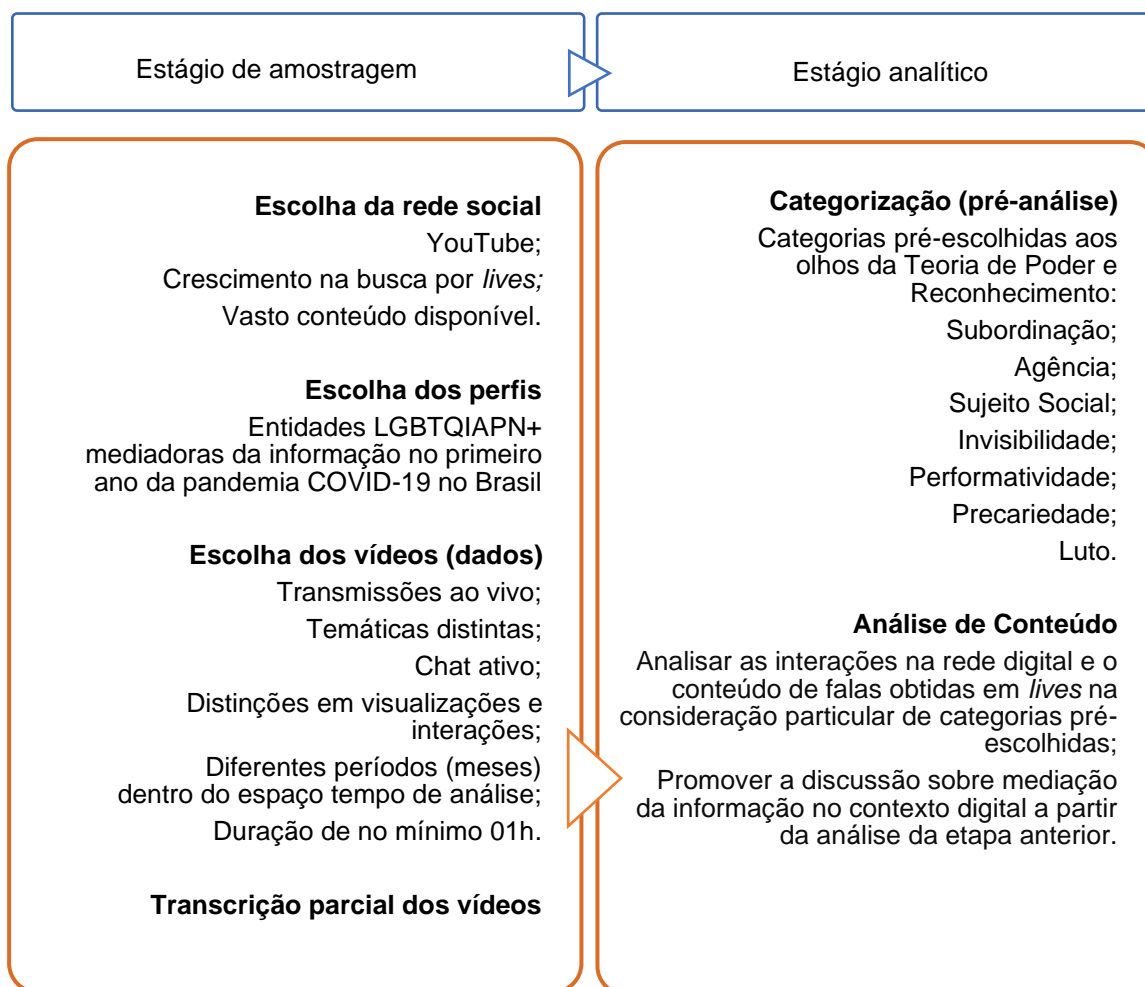 Estágio de amostragem
Estágio analítico
Escolha da rede social
YouTube;
Crescimento na busca por lives;
Vasto conteúdo disponível.
Escolha dos perfis
Entidades LGBTQIAPN+
mediadoras da informação no primeiro
ano da pandemia COVID-19 no Brasil
Escolha dos vídeos (dados)
Transmissões ao vivo;
Temáticas distintas;
Chat ativo;
Distinções em visualizações e
interações;
Diferentes períodos (meses)
dentro do espaço tempo de análise;
Duração de no mínimo 01h.
Transcrição parcial dos vídeos
Categorização (pré-análise)
Categorias pré-escolhidas aos
olhos da Teoria de Poder e
Reconhecimento:
Subordinação;
Agência;
Sujeito Social;
Invisibilidade;
Performatividade;
Precariedade;
Luto.
Análise de Conteúdo
Analisar as interações na rede digital e o
conteúdo de falas obtidas em lives na
consideração particular de categorias pré-
escolhidas;
Promover a discussão sobre mediação
da informação no contexto digital a partir
da análise da etapa anterior.